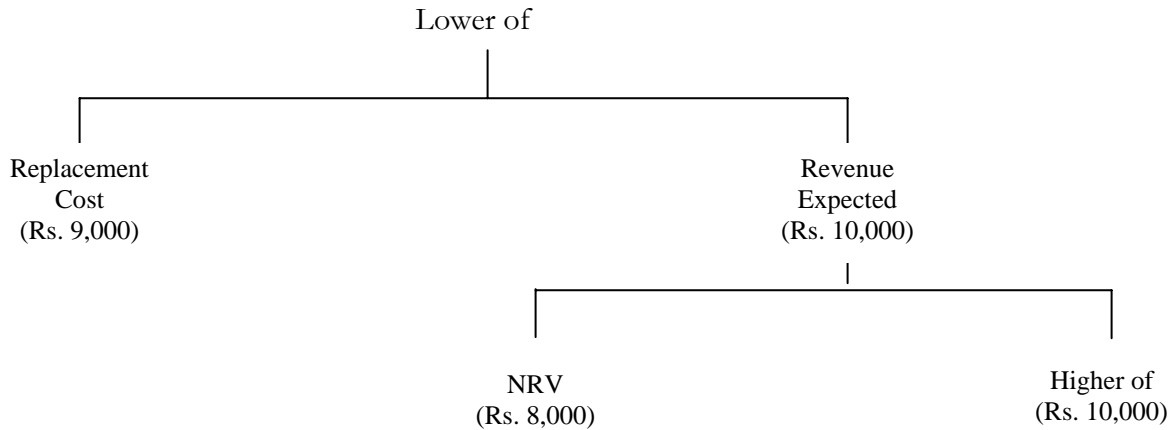 Lower of
Replacement
Cost
(Rs. 9,000)
Revenue
Expected
(Rs. 10,000)
NRV
(Rs. 8,000)
Higher of
(Rs. 10,000)